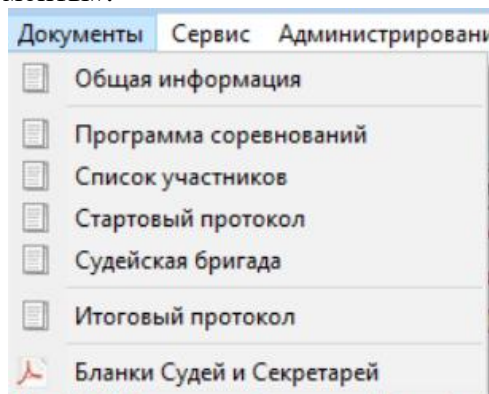 Документы Сервис Администрировани
Общая информация
Программа соревнований
Список участников
Стартовый протокол
Судейская бригада
Итоговый протокол
Бланки Судей и Секретарей